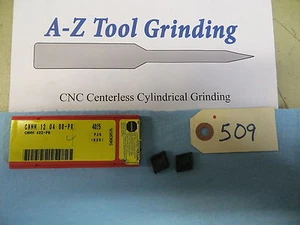 A-Z Tool Grinding
CNC Centerless Cylindrical Grinding
CNMM 12 04 08-PR
4015
509